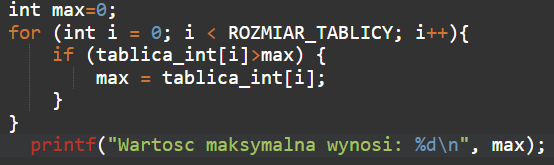 int max=0;
for (int i = 0; i < ROZMIAR_TABLICY; i++){
if (tablica_int[i]>max) {
max = tablica_int[i];
}
}
printf("Wartosc maksymalna wynosi: %d\n", max);